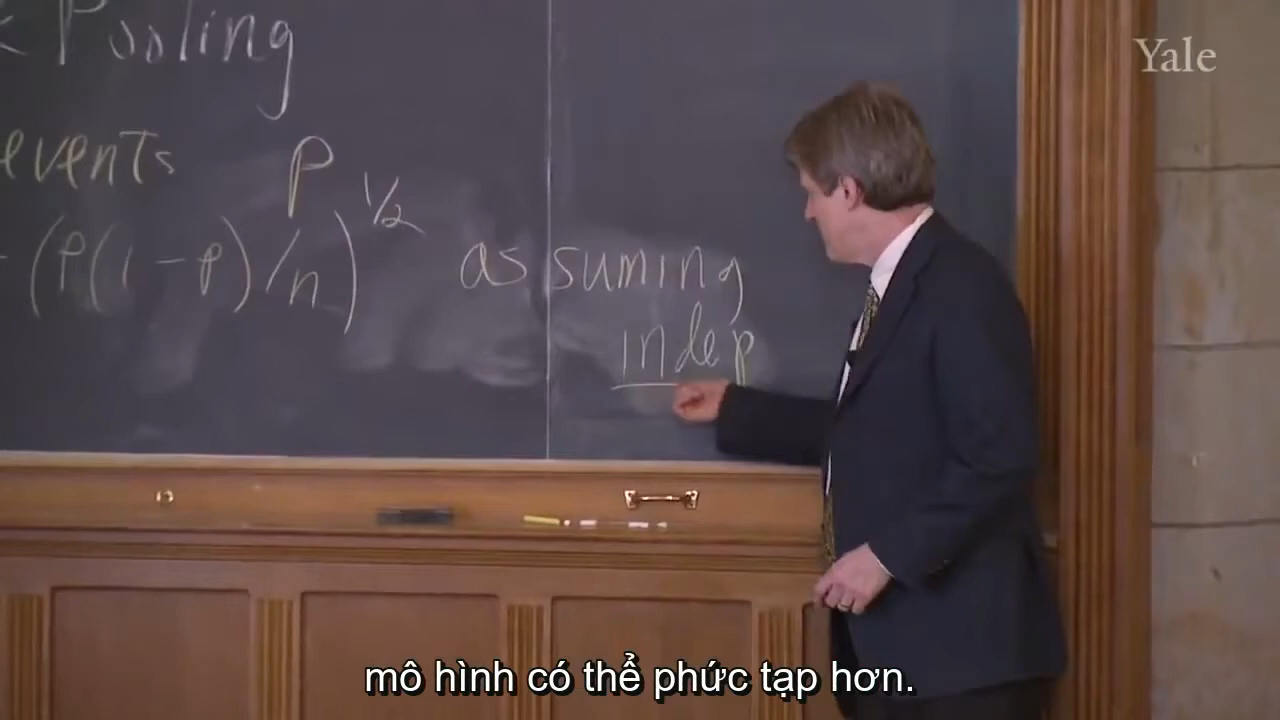 k Pooling
Yale
events P
(P(1-p)/n)^1/2 assuming
indep
mô hình có thể phức tạp hơn.